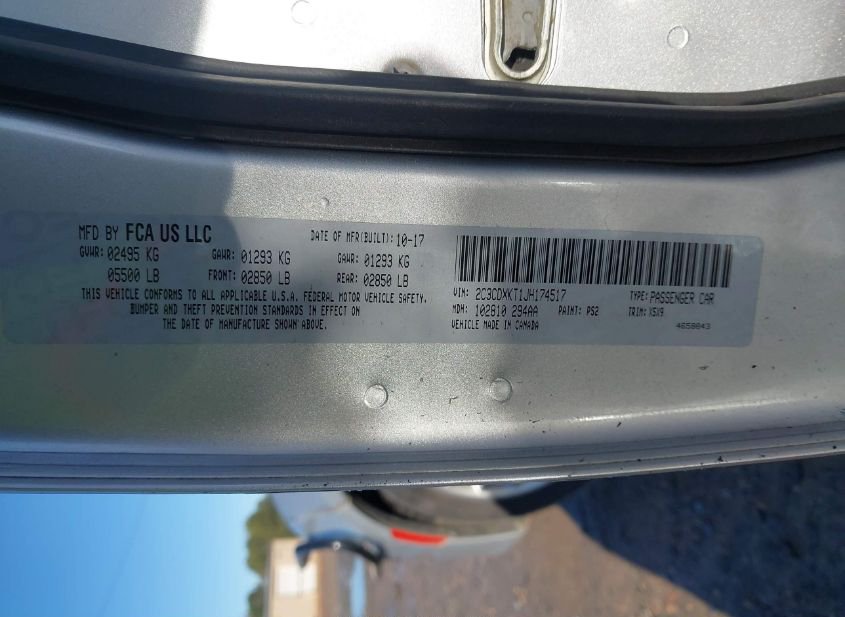 MFD BY FCA US LLC DATE OF MFR(BUILT): 10-17
GVWR: 02495 KG GAWR: 01293 KG GAWR: 01293 KG
05500 LB FRONT: 02850 LB REAR: 02850 LB
THIS VEHICLE CONFORMS TO ALL APPLICABLE U.S.A. FEDERAL MOTOR VEHICLE SAFETY,
BUMPER AND THEFT PREVENTION STANDARDS IN EFFECT ON
THE DATE OF MANUFACTURE SHOWN ABOVE.
VIN: 2C3CDXKT1JH174517 TYPE: PASSENGER CAR
MDH: 102810 294AA PAINT: PS2 TRIM: X5X9
VEHICLE MADE IN CANADA 4658843